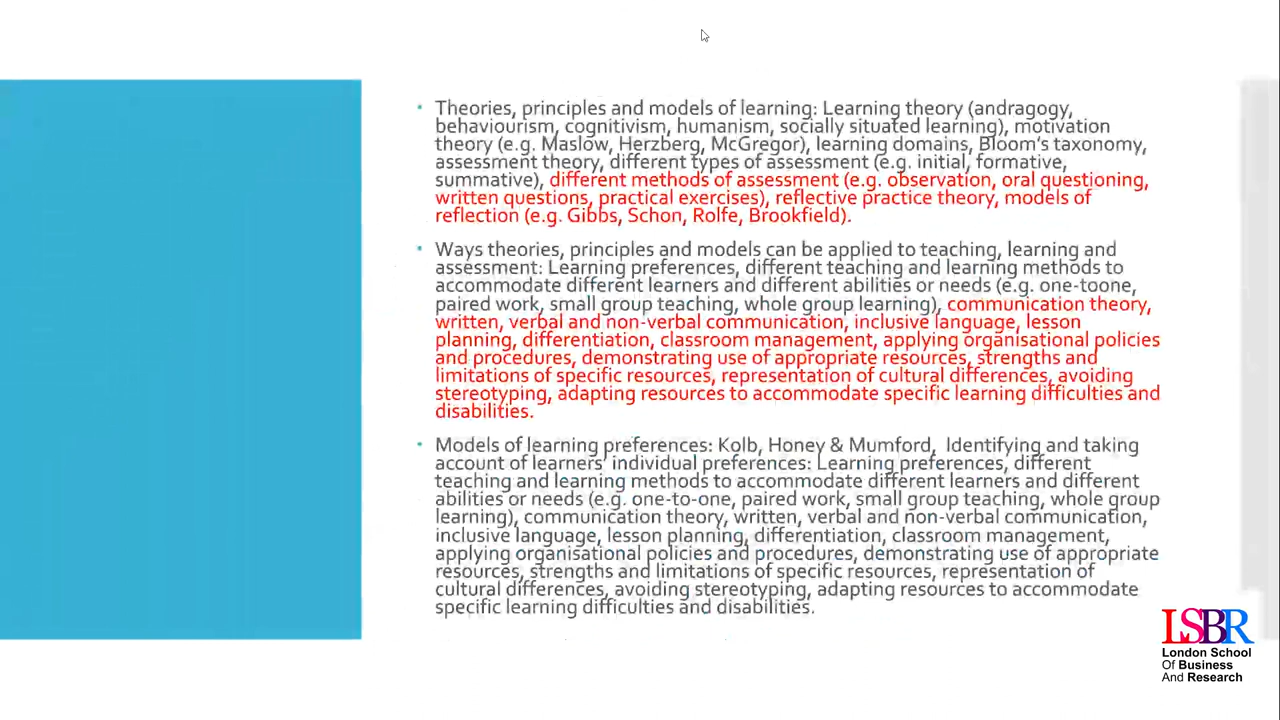 Theories, principles and models of learning: Learning theory (andragogy,
behaviourism, cognitivism, humanism, socially situated learning), motivation
theory (e.g. Maslow, Herzberg, McGregor), learning domains, Bloom's taxonomy,
assessment theory, different types of assessment (e.g. initial, formative,
summative), different methods of assessment (e.g. observation, oral questioning,
written questions, practical exercises), reflective practice theory, models of
reflection (e.g. Gibbs, Schon, Rolfe, Brookfield).
Ways theories, principles and models can be applied to teaching, learning and
assessment: Learning preferences, different teaching and learning methods to
accommodate different learners and different abilities or needs (e.g. one-toone,
paired work, small group teaching, whole group learning), communication theory,
written, verbal and non-verbal communication, inclusive language, lesson
planning, differentiation, classroom management, applying organisational policies
and procedures, demonstrating use of appropriate resources, strengths and
limitations of specific resources, representation of cultural differences, avoiding
stereotyping, adapting resources to accommodate specific learning difficulties and
disabilities.
Models of learning preferences: Kolb, Honey & Mumford, Identifying and taking
account of learners' individual preferences: Learning preferences, different
teaching and learning methods to accommodate different learners and different
abilities or needs (e.g. one-to-one, paired work, small group teaching, whole group
learning), communication theory, written, verbal and non-verbal communication,
inclusive language, lesson planning, differentiation, classroom management,
applying organisational policies and procedures, demonstrating use of appropriate
resources, strengths and limitations of specific resources, representation of
cultural differences, avoiding stereotyping, adapting resources to accommodate
specific learning difficulties and disabilities.
LSBR
London School
Of Business
And Research